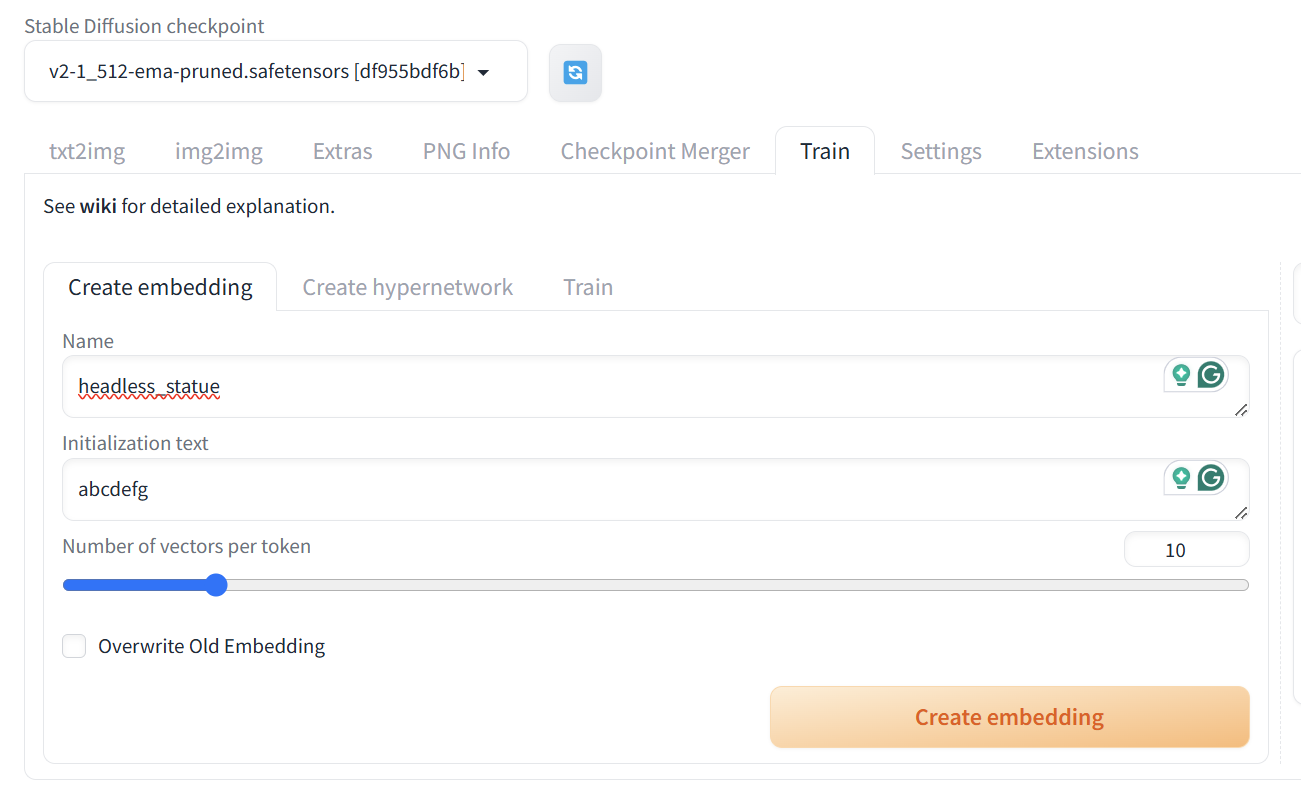 Stable Diffusion checkpoint
v2-1_512-ema-pruned.safetensors [df955bdf6b]
txt2img img2img Extras PNG Info Checkpoint Merger Train Settings Extensions
See wiki for detailed explanation.
Create embedding Create hypernetwork Train
Name
headless_statue
Initialization text
abcdefg
Number of vectors per token 10
Overwrite Old Embedding
Create embedding